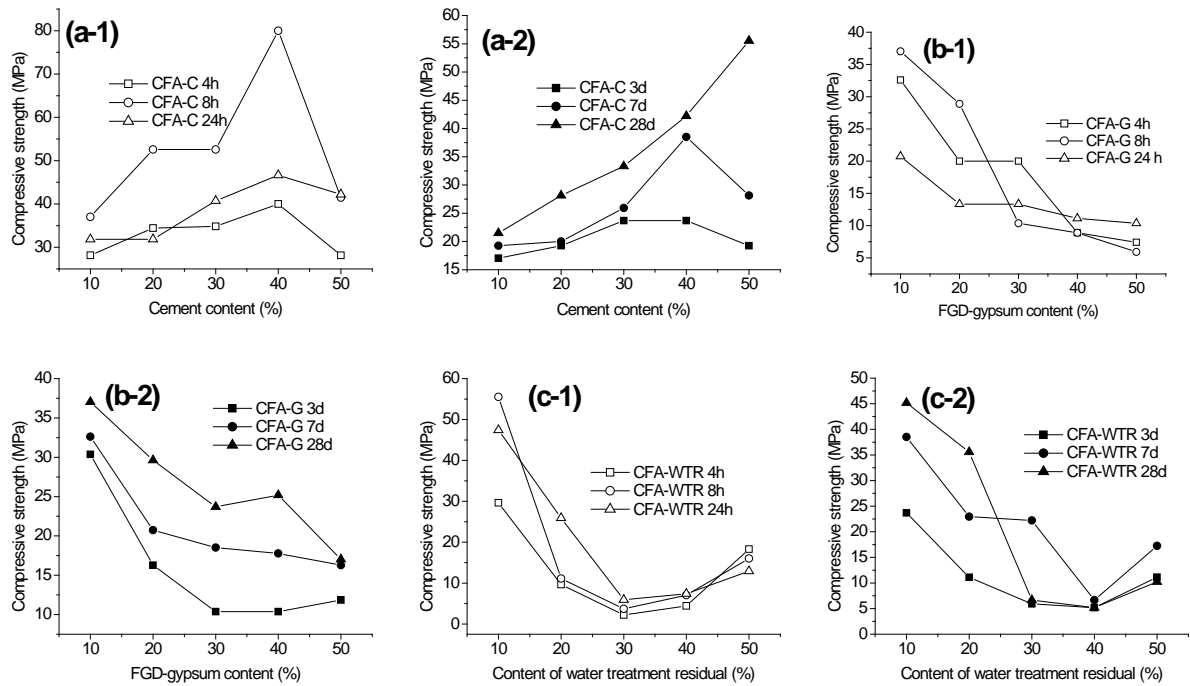 (a-1)
Compressive strength (MPa)
80
70
60
50
40
30
CFA-C 4h
CFA-C 8h
CFA-C 24h
10 20 30 40 50
Cement content (%)
(a-2)
Compressive strength (MPa)
60
55
50
45
40
35
30
25
20
15
CFA-C 3d
CFA-C 7d
CFA-C 28d
10 20 30 40 50
Cement content (%)
(b-1)
Compressive strength (MPa)
40
35
30
25
20
15
10
5
CFA-G 4h
CFA-G 8h
CFA-G 24 h
10 20 30 40 50
FGD-gypsum content (%)
(b-2)
Compressive strength (MPa)
40
35
30
25
20
15
10
CFA-G 3d
CFA-G 7d
CFA-G 28d
10 20 30 40 50
FGD-gypsum content (%)
(c-1)
Compressive strength (MPa)
60
50
40
30
20
10
0
CFA-WTR 4h
CFA-WTR 8h
CFA-WTR 24h
10 20 30 40 50
Content of water treatment residual (%)
(c-2)
Compressive strength (MPa)
50
45
40
35
30
25
20
15
10
5
0
CFA-WTR 3d
CFA-WTR 7d
CFA-WTR 28d
10 20 30 40 50
Content of water treatment residual (%)